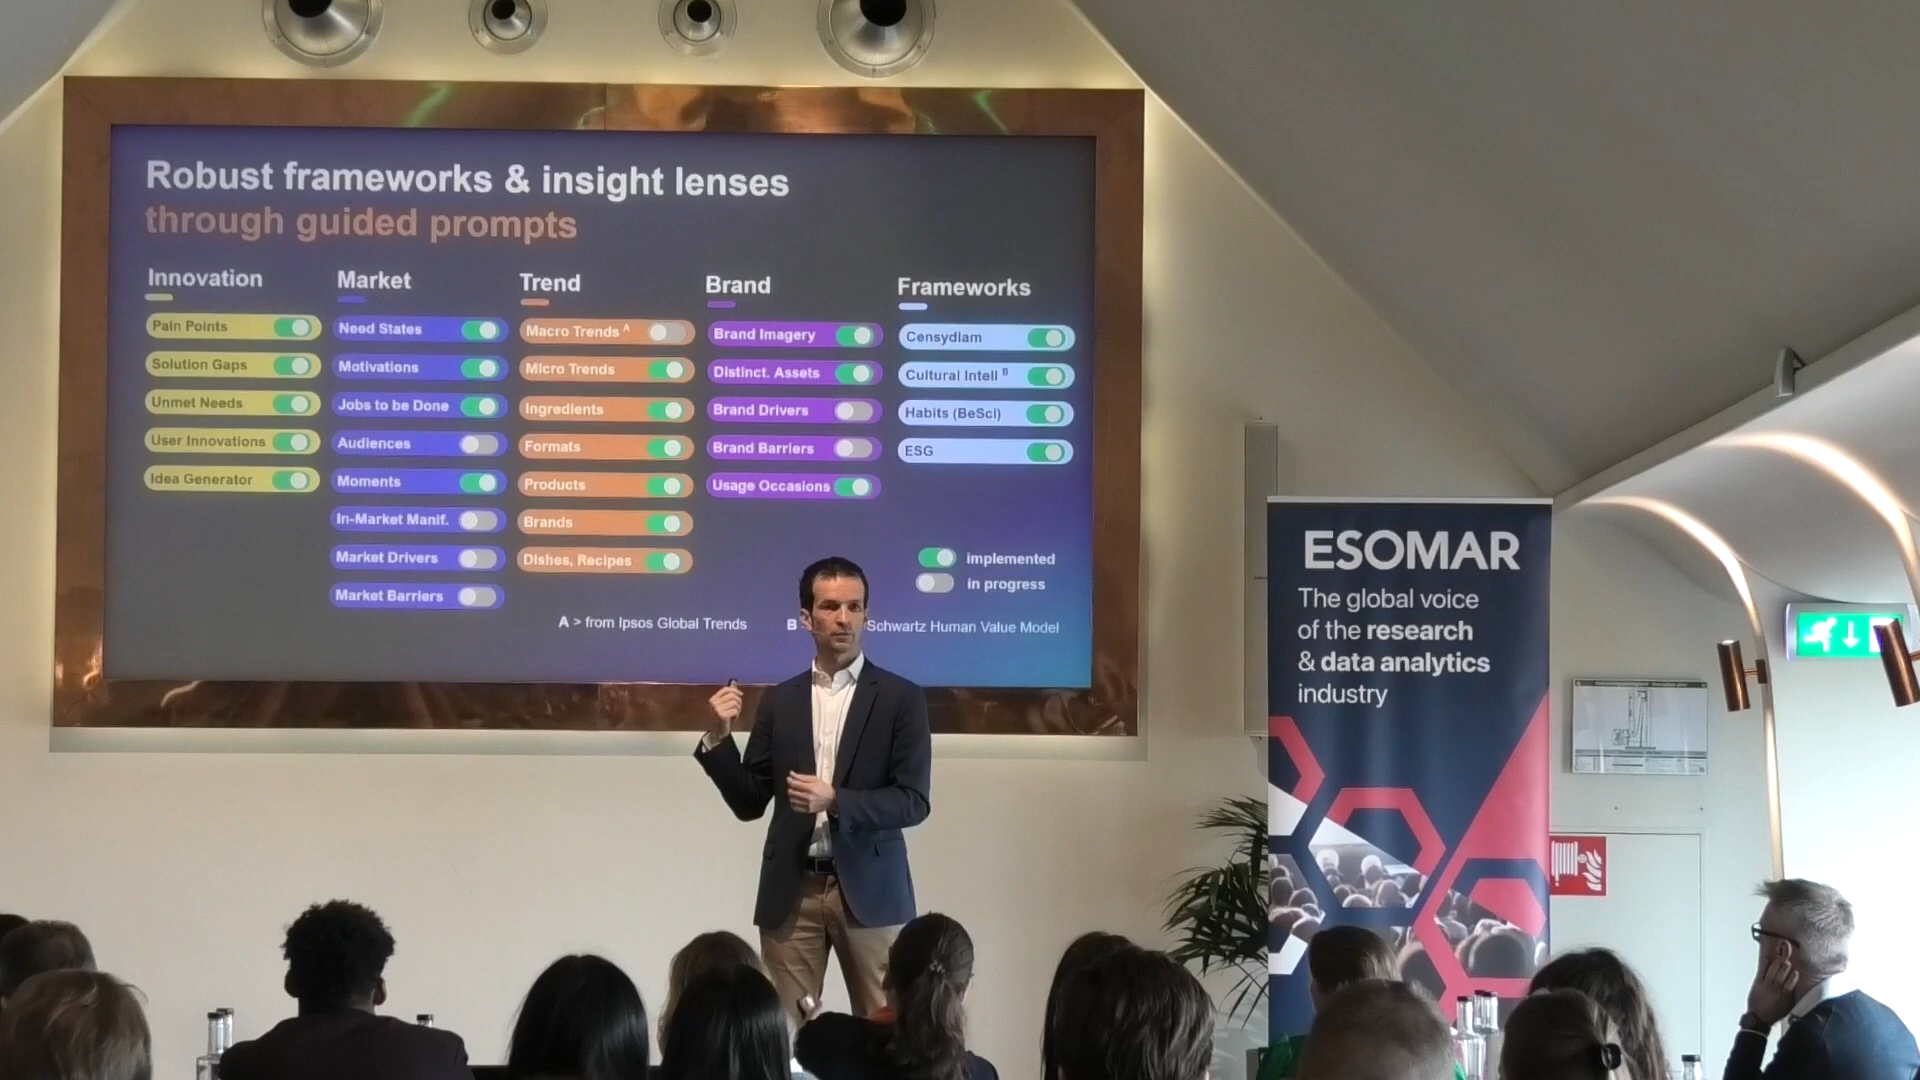 Robust frameworks & insight lenses
through guided prompts
Innovation
Pain Points
Solution Gaps
Unmet Needs
User Innovations
Idea Generator
Market
Need States
Motivations
Jobs to be Done
Audiences
Moments
In-Market Manif.
Market Drivers
Market Barriers
Trend
Macro Trends A
Micro Trends
Ingredients
Formats
Products
Brands
Dishes, Recipes
Brand
Brand Imagery
Distinct. Assets
Brand Drivers
Brand Barriers
Usage Occasions
Frameworks
Censydiam
Cultural Intell B
Habits (BeSci)
ESG
implemented
in progress
A > from Ipsos Global Trends
B Schwartz Human Value Model
ESOMAR
The global voice
of the research
& data analytics
industry